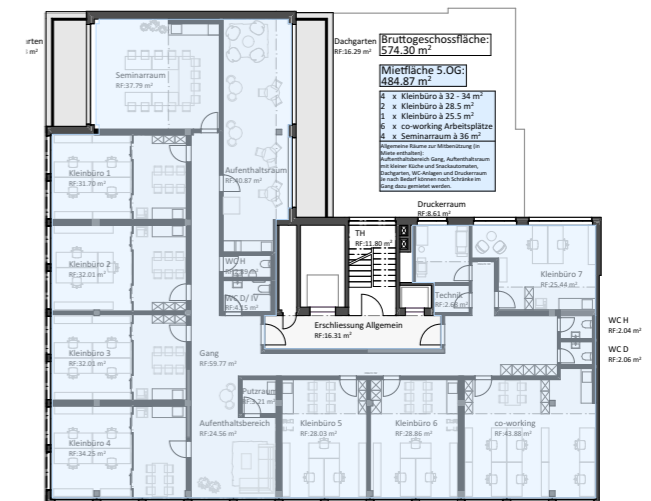 arten
Dachgarten
RF:16.29 m²
Bruttogeschossfläche:
574.30 m²
Mietfläche 5.OG:
484.87 m²
4 x Kleinbüro à 32 - 34 m²
2 x Kleinbüro à 28.5 m²
1 x Kleinbüro à 25.5 m²
6 x co-working Arbeitsplätze
4 x Seminarraum à 36 m²
Allgemeine Räume zur Mitbenützung (in
Miete enthalten):
Aufenthaltsbereich Gang, Aufenthaltsraum
mit kleiner Küche und Snackautomaten,
Dachgarten, WC-Anlagen und Druckerraum
Je nach Bedarf können noch Schränke im
Gang dazu gemietet werden.
Seminarraum
RF:37.79 m²
Kleinbüro 1
RF:31.70 m²
Aufenthaltsraum
RF:40.87 m²
Druckerraum
RF:8.61 m²
TH
RF:11.80 m²
Kleinbüro 2
RF:32.01 m²
WC H
WC D/ IV
Technik
Kleinbüro 7
RF:25.44 m²
Erschliessung Allgemein
RF:16.31 m²
WC H
RF:2.04 m²
WC D
RF:2.06 m²
Kleinbüro 3
RF:32.01 m²
Gang
RF:59.77 m²
Putzraum
Kleinbüro 4
RF:34.25 m²
Aufenthaltsbereich
RF:24.56 m²
Kleinbüro 5
RF:28.03 m²
Kleinbüro 6
RF:28.86 m²
co-working
RF:43.88 m²